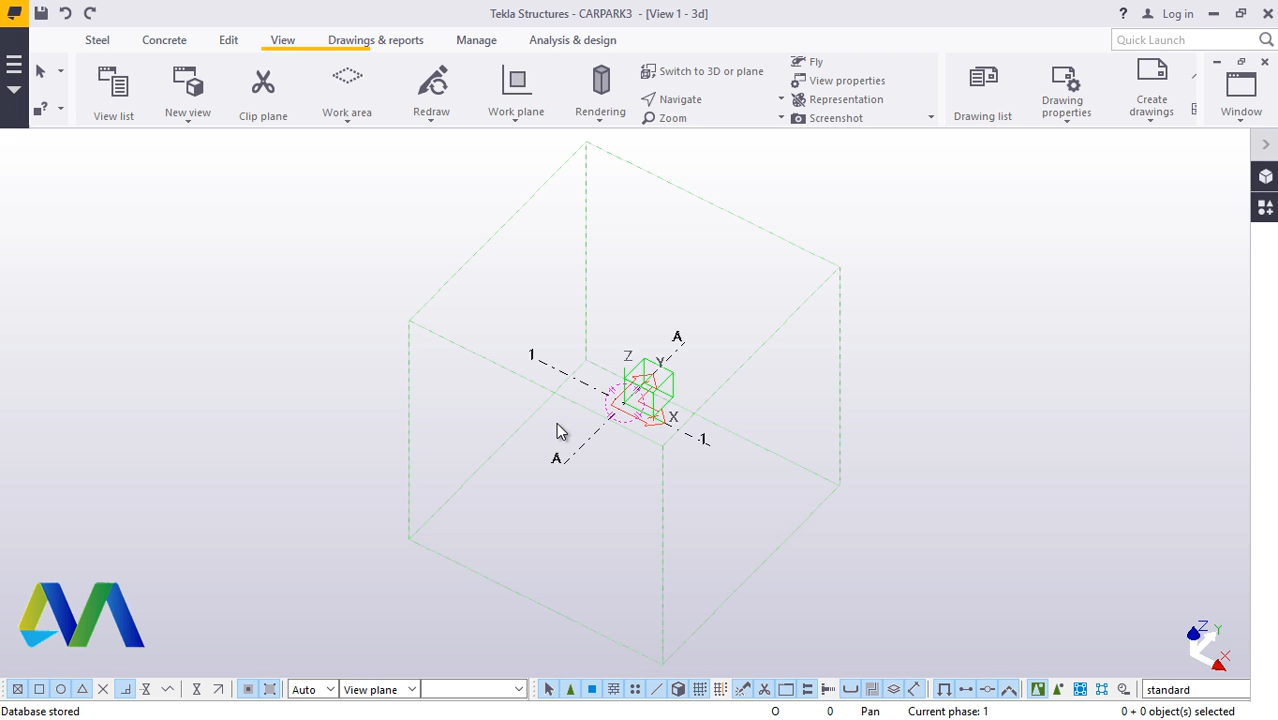 Tekla Structures - CARPARK3 - [View 1 - 3d]
? Log in
Steel Concrete Edit View Drawings & reports Manage Analysis & design
Quick Launch
View list
New view
Clip plane
Work area
Redraw
Work plane
Rendering
Switch to 3D or plane
Navigate
Zoom
Fly
View properties
Representation
Screenshot
Drawing list
Drawing properties
Create drawings
Window
A
1
Z
Y
X
1
A
Z
Y
X
Auto
View plane
standard
Database stored
O 0 Pan Current phase: 1 0 + 0 object(s) selected